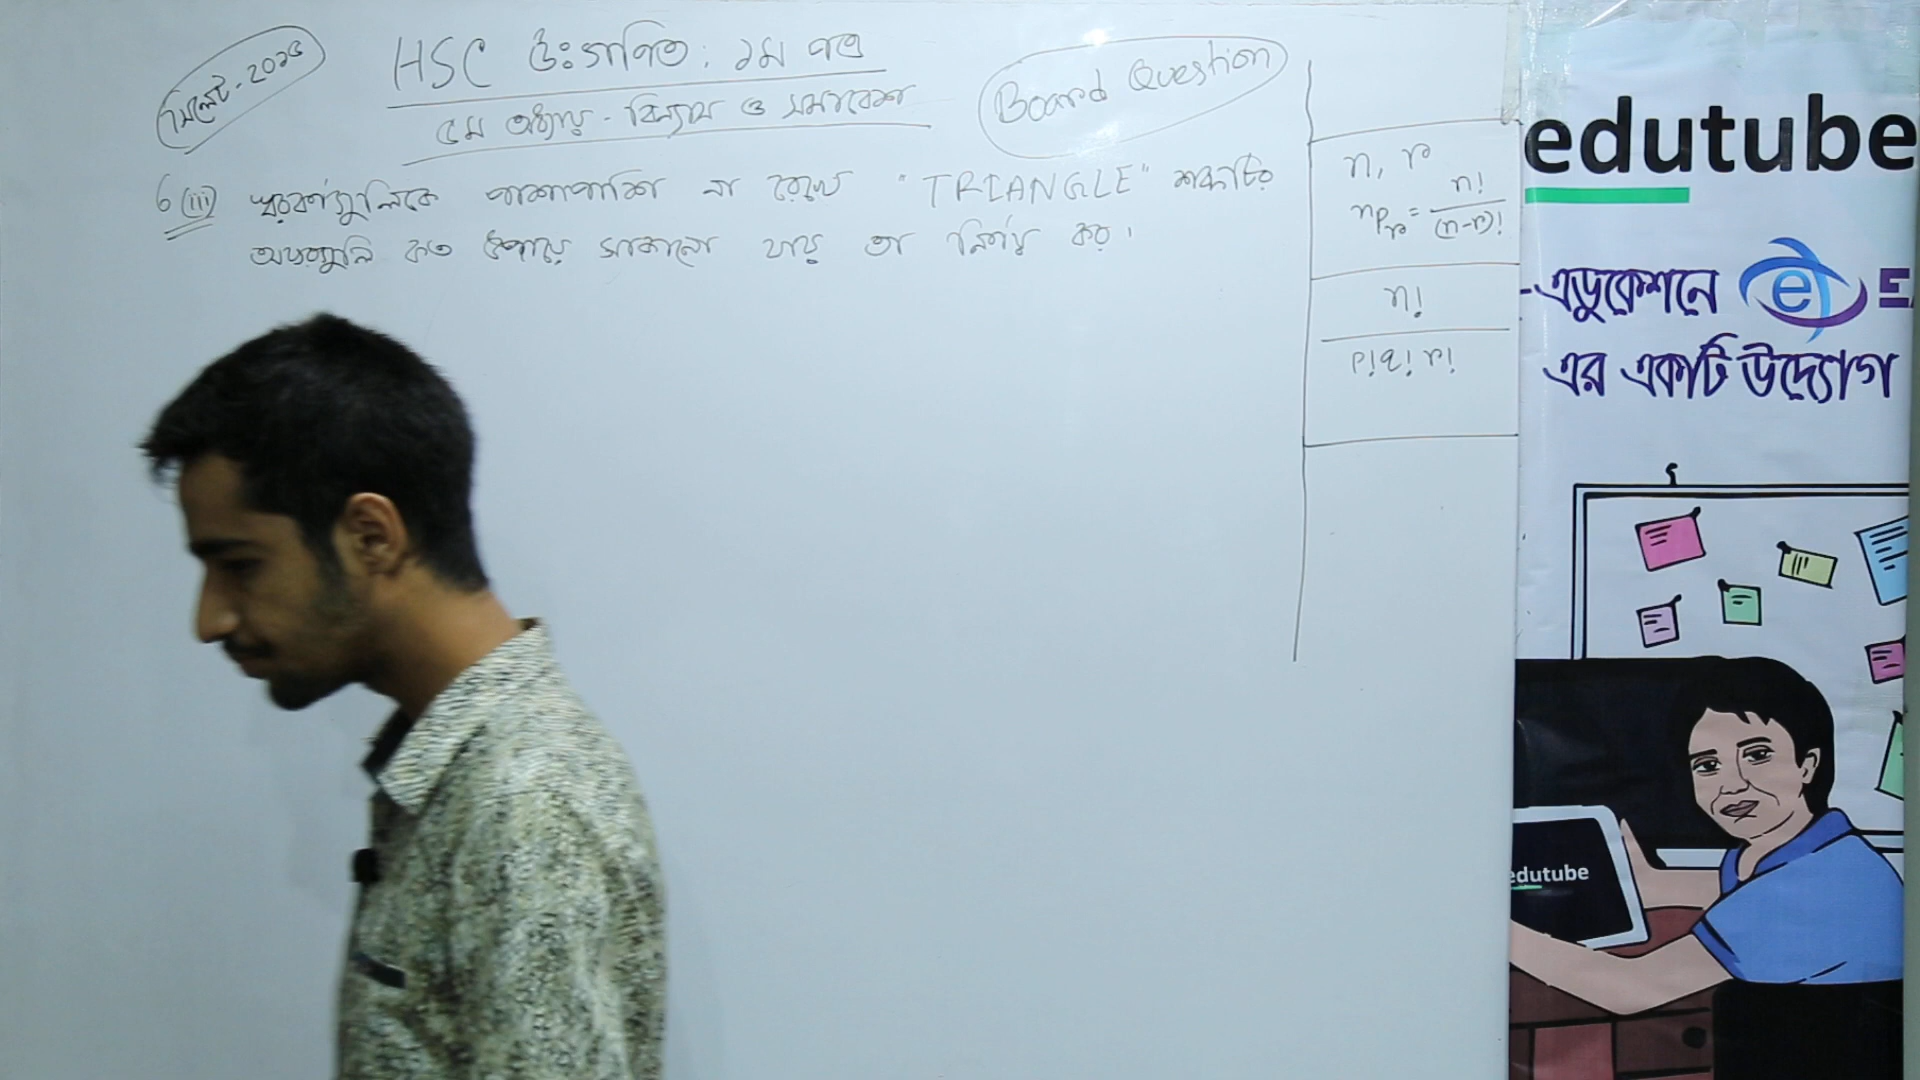 সিলেট - ২০১৫
HSC উঃগণিত : ১ম পত্র
৫ম অধ্যায় - বিন্যাস ও সমাবেশ
Board Question
6 (iii) স্বরবর্ণগুলিকে পাশাপাশি না রেখে "TRIANGLE" শব্দটির
অক্ষরগুলি কত উপায়ে সাজানো যায় তা নির্ণয় কর।
n, r
nPr = n! / (n-r)!
n!
p! q! r!
edutube
-এডুকেশনে e
এর একটি উদ্যোগ
edutube